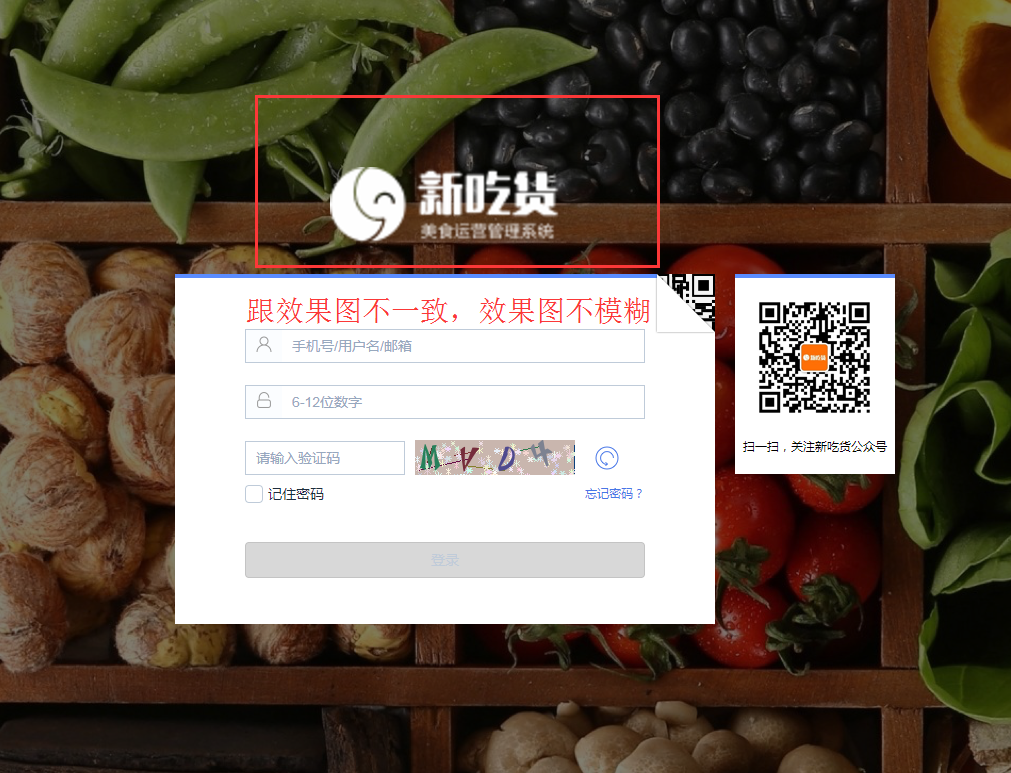 新吃货
美食运营管理系统
跟效果图不一致，效果图不模糊
手机号/用户名/邮箱
6-12位数字
请输入验证码
记住密码
忘记密码？
登录
新吃货
扫一扫，关注新吃货公众号